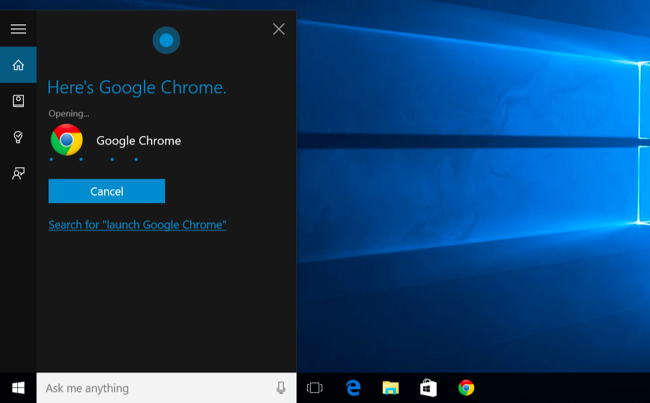 Here's Google Chrome.
Opening...
Google Chrome
Cancel
Search for "launch Google Chrome"
Ask me anything